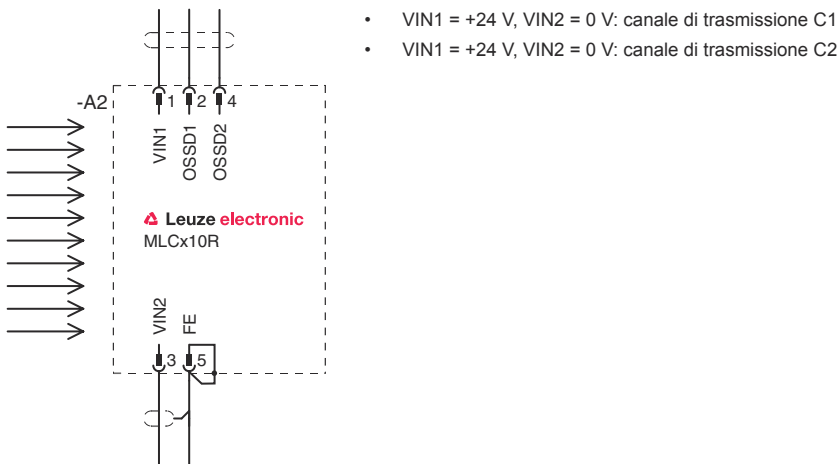 • VIN1 = +24 V, VIN2 = 0 V: canale di trasmissione C1
• VIN1 = +24 V, VIN2 = 0 V: canale di trasmissione C2
-A2
1 2 4
VIN1
OSSD1
OSSD2
Leuze electronic
MLCx10R
VIN2
FE
3 5